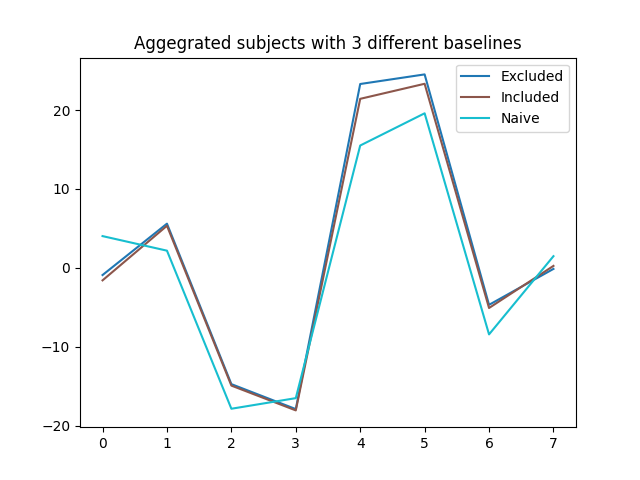 Aggegrated subjects with 3 different baselines
Excluded
Included
Naive
20
10
0
−10
−20
0 1 2 3 4 5 6 7